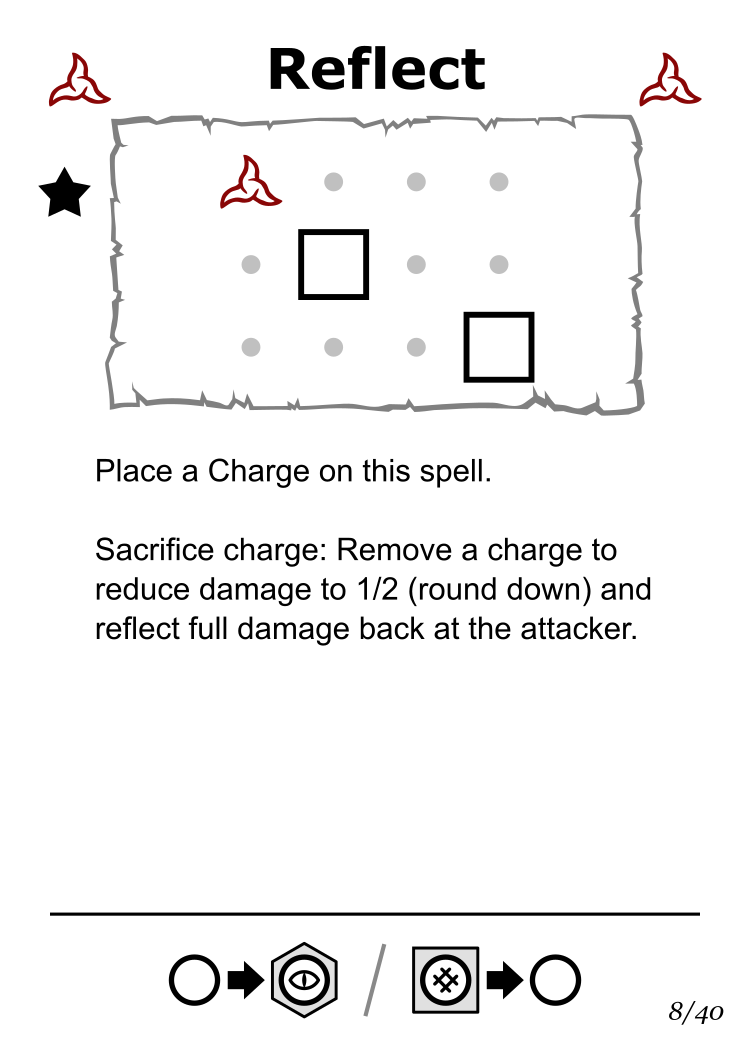 Reflect
Place a Charge on this spell.
Sacrifice charge: Remove a charge to
reduce damage to 1/2 (round down) and
reflect full damage back at the attacker.
8/40